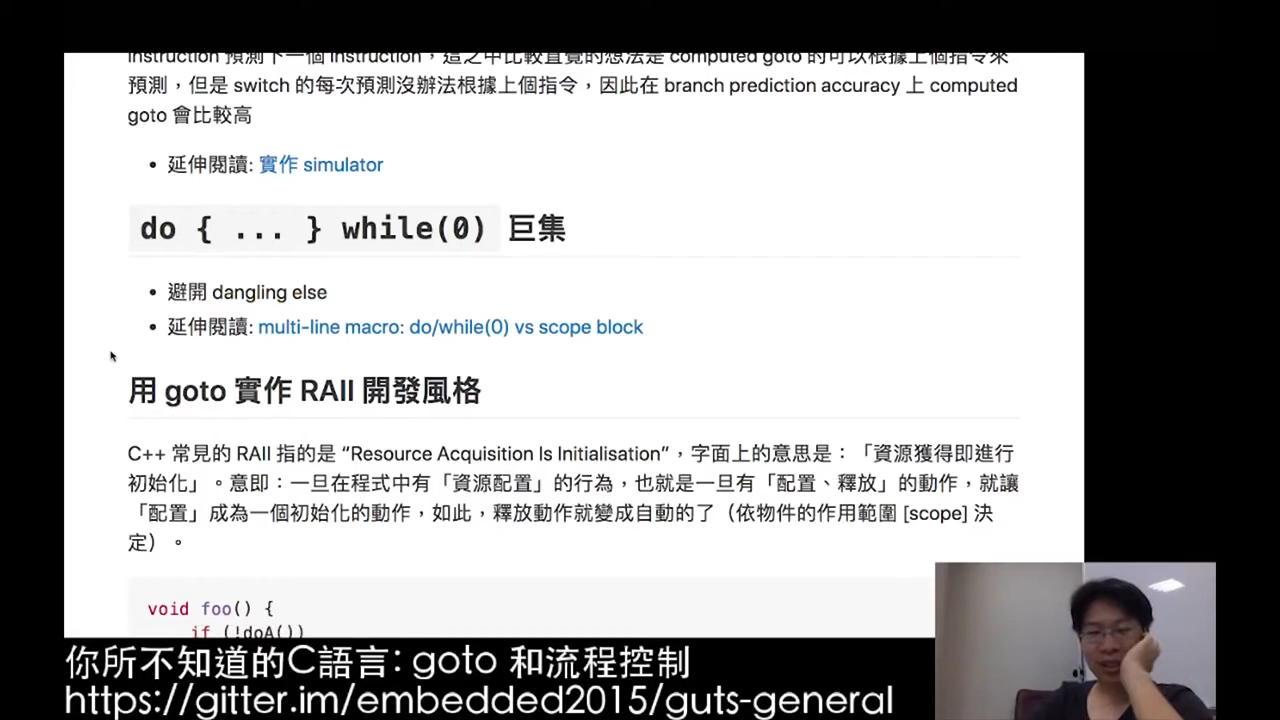 instruction 預測下一個 instruction，這之中比較直覺的想法是 computed goto 的可以根據上個指令來
預測，但是 switch 的每次預測沒辦法根據上個指令，因此在 branch prediction accuracy 上 computed
goto 會比較高
• 延伸閱讀: 實作 simulator
do { ... } while(0) 巨集
• 避開 dangling else
• 延伸閱讀: multi-line macro: do/while(0) vs scope block
用 goto 實作 RAII 開發風格
C++ 常見的 RAII 指的是 “Resource Acquisition Is Initialisation”，字面上的意思是：「資源獲得即進行
初始化」。意即：一旦在程式中有「資源配置」的行為，也就是一旦有「配置、釋放」的動作，就讓
「配置」成為一個初始化的動作，如此，釋放動作就變成自動的了（依物件的作用範圍 [scope] 決
定）。
void foo() {
if (!doA())
你所不知道的C語言: goto 和流程控制
https://gitter.im/embedded2015/guts-general